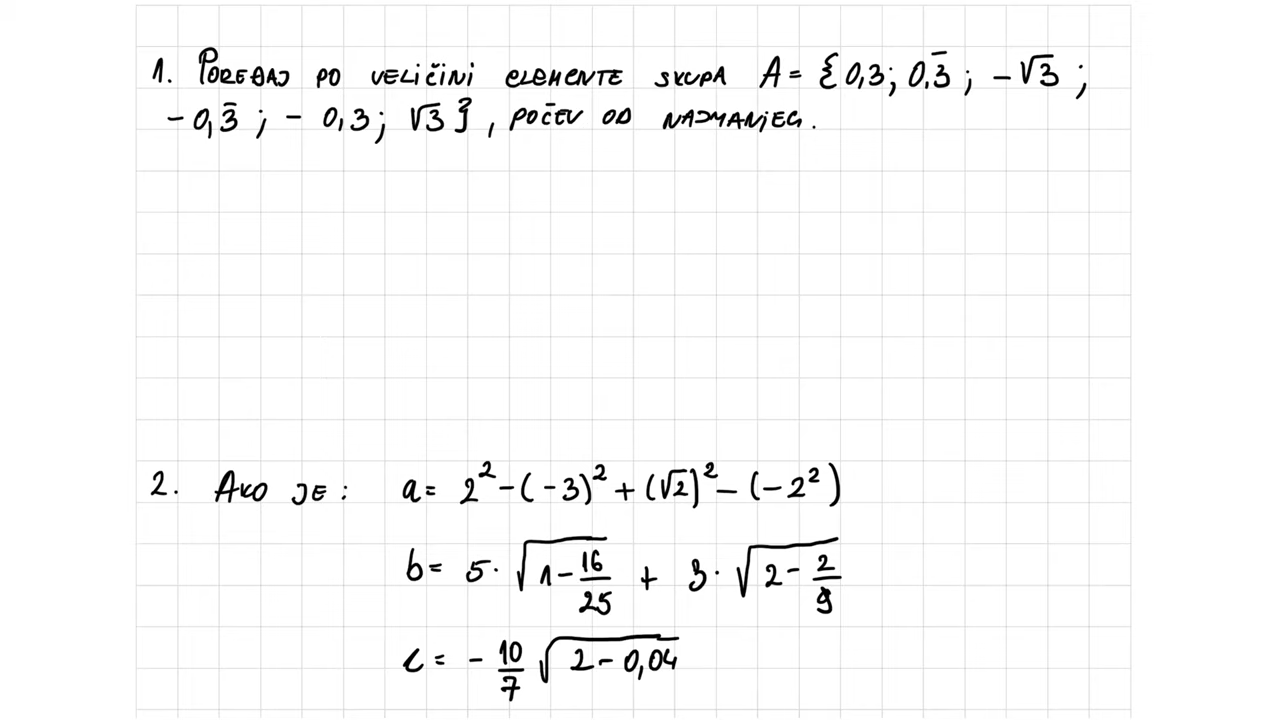 1. POREĐAJ PO VELIČINI ELEMENTE SKUPA A = {0,3; 0,3̄; -√3;
-0,3̄; -0,3; √3}, POČEV OD NAJMANJEG.
2. AKO JE: a = 2² - (-3)² + (√2)² - (-2²)
b = 5·√(1 - 16/25) + 3·√(2 - 2/9)
c = -10/7 √(2 - 0,04)